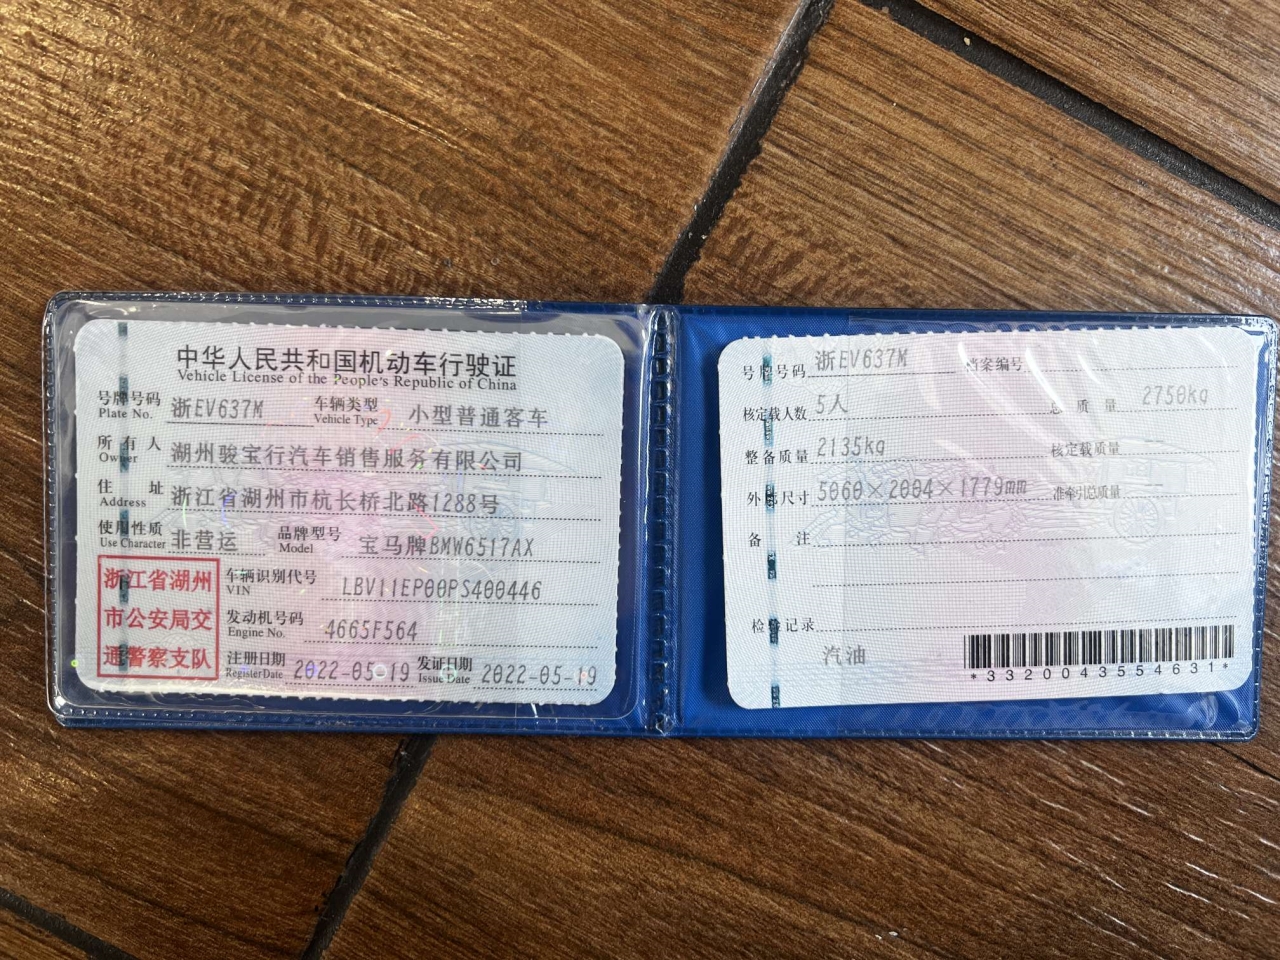 中华人民共和国机动车行驶证
Vehicle License of the People's Republic of China
号牌号码 浙EV637M 车辆类型 小型普通客车
Plate No. Vehicle Type
所有人 湖州骏宝行汽车销售服务有限公司
Owner
住址 浙江省湖州市杭长桥北路1288号
Address
使用性质 非营运 品牌型号 宝马牌BMW6517AX
Use Character Model
浙江省湖州
市公安局交
通警察支队
车辆识别代号 LBV11EP00PS400446
VIN
发动机号码 4665F564
Engine No.
注册日期 2022-05-19 发证日期 2022-05-19
Register Date Issue Date
号牌号码 浙EV637M 档案编号
核定载人数 5人 总质量 2750kg
整备质量 2135kg 核定载质量 --
外廓尺寸 5060×2004×1779mm 准牵引总质量 --
备注
检验记录
汽油
*3320043554631*